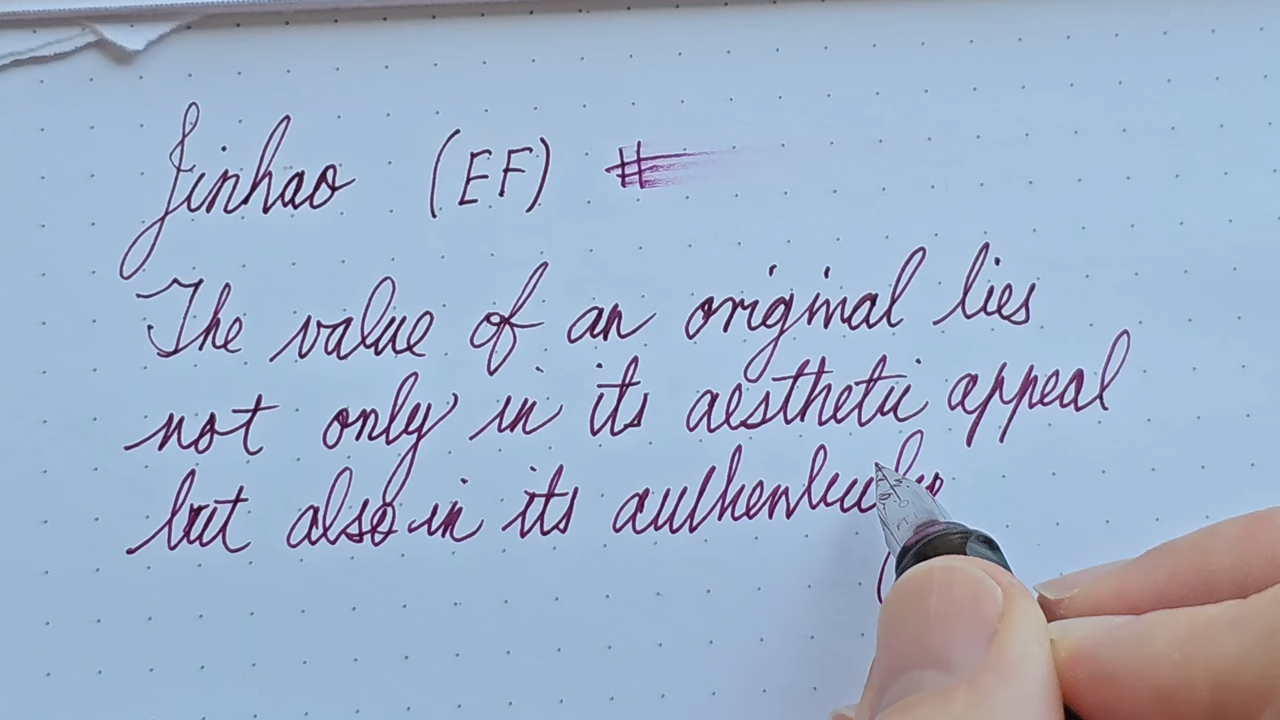 Jinhao (EF) #
The value of an original lies
not only in its aesthetic appeal
but also in its authenticity